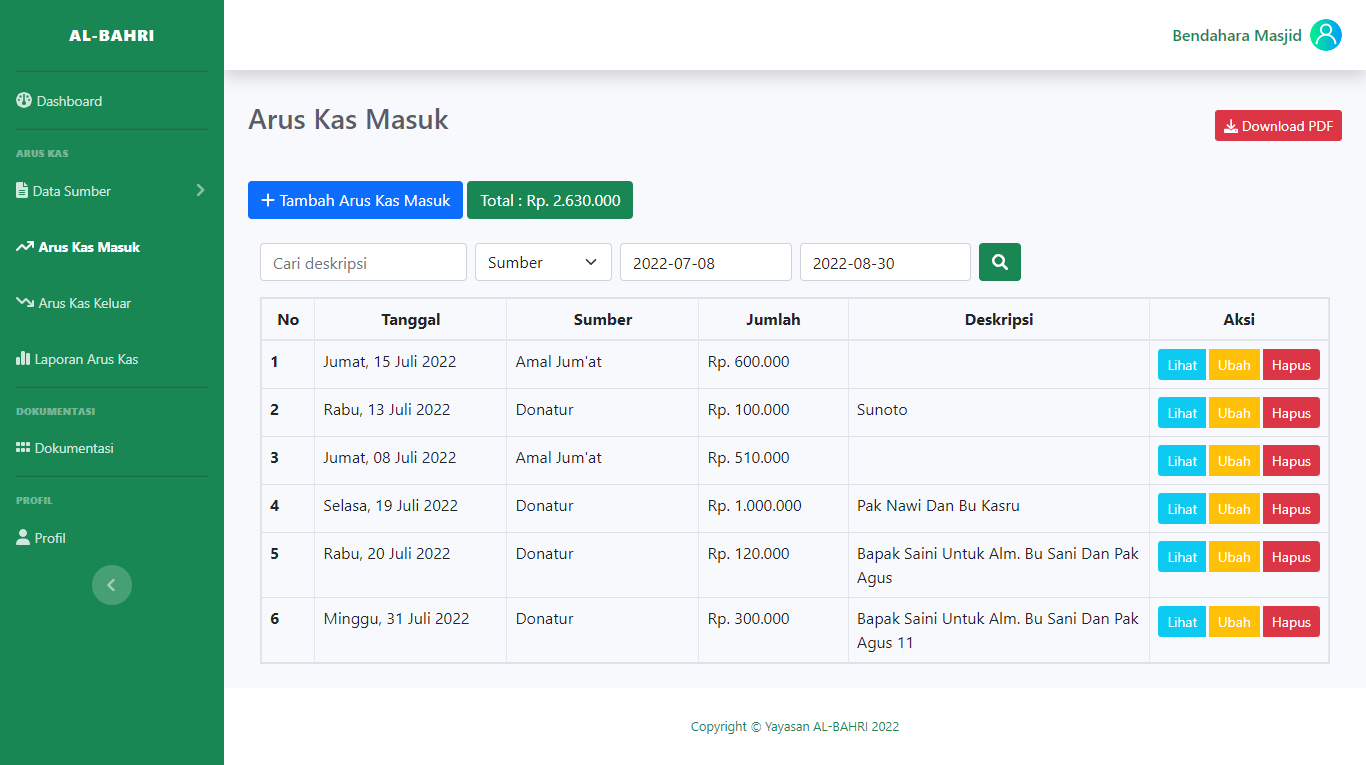 AL-BAHRI
Bendahara Masjid
Dashboard
ARUS KAS
Data Sumber
Arus Kas Masuk
Arus Kas Keluar
Laporan Arus Kas
DOKUMENTASI
Dokumentasi
PROFIL
Profil
Arus Kas Masuk
Download PDF
Tambah Arus Kas Masuk Total : Rp. 2.630.000
Cari deskripsi Sumber 2022-07-08 2022-08-30
No Tanggal Sumber Jumlah Deskripsi Aksi
1 Jumat, 15 Juli 2022 Amal Jum'at Rp. 600.000 Lihat Ubah Hapus
2 Rabu, 13 Juli 2022 Donatur Rp. 100.000 Sunoto Lihat Ubah Hapus
3 Jumat, 08 Juli 2022 Amal Jum'at Rp. 510.000 Lihat Ubah Hapus
4 Selasa, 19 Juli 2022 Donatur Rp. 1.000.000 Pak Nawi Dan Bu Kasru Lihat Ubah Hapus
5 Rabu, 20 Juli 2022 Donatur Rp. 120.000 Bapak Saini Untuk Alm. Bu Sani Dan Pak Lihat Ubah Hapus
Agus
6 Minggu, 31 Juli 2022 Donatur Rp. 300.000 Bapak Saini Untuk Alm. Bu Sani Dan Pak Lihat Ubah Hapus
Agus 11
Copyright © Yayasan AL-BAHRI 2022